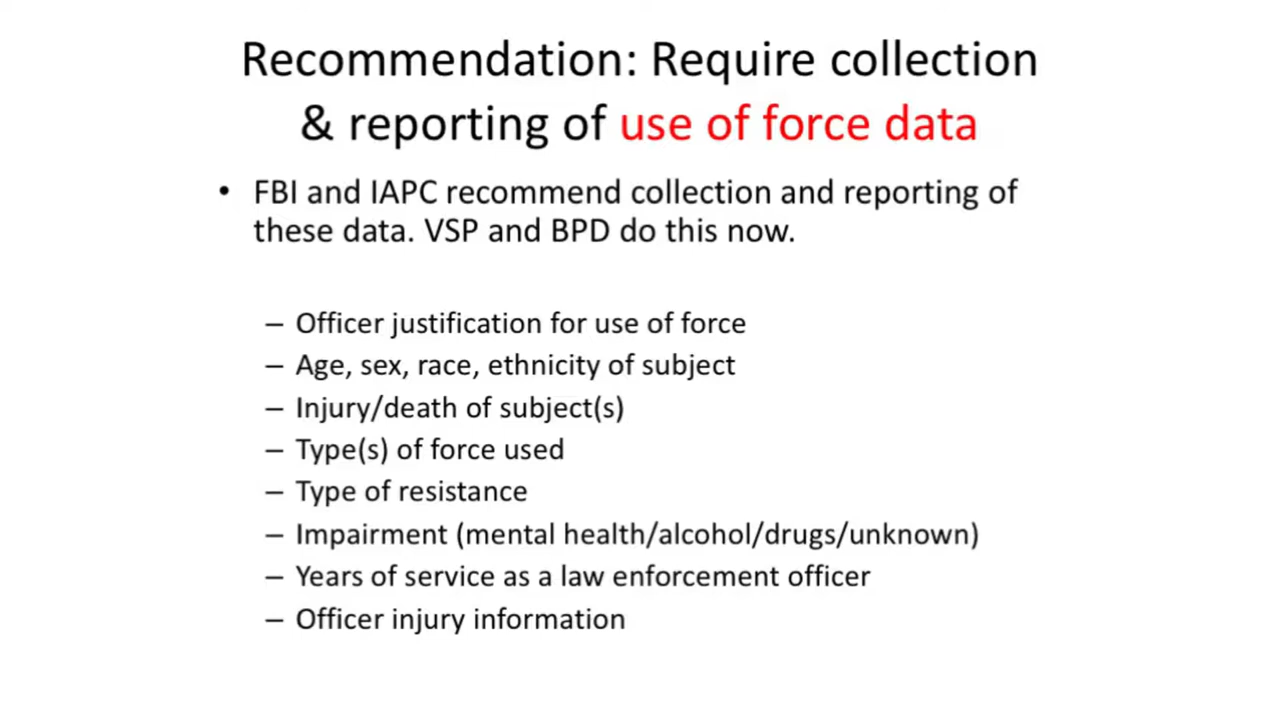 Recommendation: Require collection
& reporting of use of force data
• FBI and IAPC recommend collection and reporting of
these data. VSP and BPD do this now.
– Officer justification for use of force
– Age, sex, race, ethnicity of subject
– Injury/death of subject(s)
– Type(s) of force used
– Type of resistance
– Impairment (mental health/alcohol/drugs/unknown)
– Years of service as a law enforcement officer
– Officer injury information